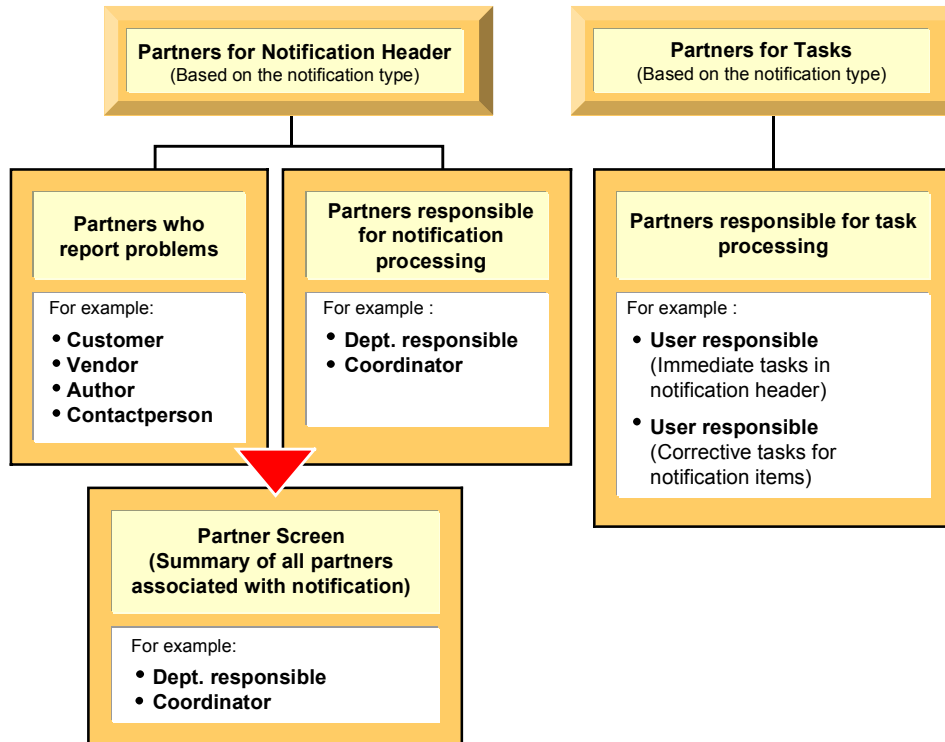 Partners for Notification Header
(Based on the notification type)
Partners for Tasks
(Based on the notification type)
Partners who
report problems
For example:
• Customer
• Vendor
• Author
• Contactperson
Partners responsible
for notification
processing
For example :
• Dept. responsible
• Coordinator
Partners responsible for task
processing
For example :
• User responsible
(Immediate tasks in
notification header)
• User responsible
(Corrective tasks for
notification items)
Partner Screen
(Summary of all partners
associated with notification)
For example:
• Dept. responsible
• Coordinator